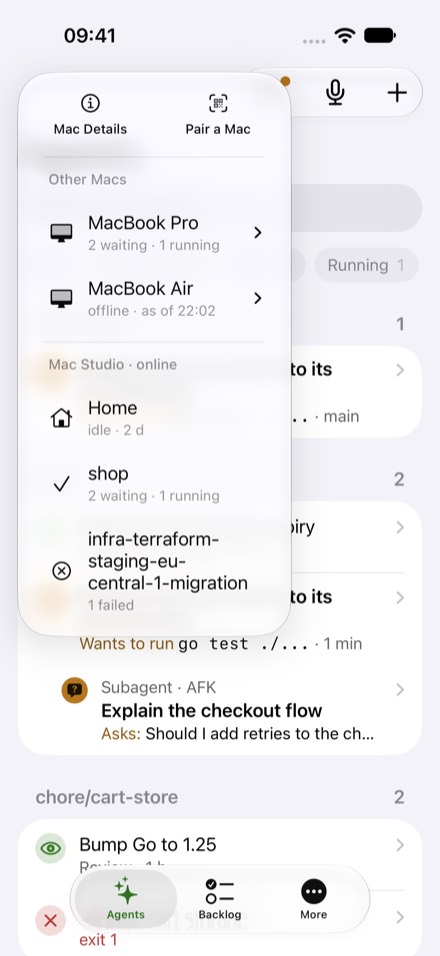 09:41
Mac Details
Pair a Mac
Other Macs
MacBook Pro
2 waiting · 1 running
MacBook Air
offline · as of 22:02
Mac Studio · online
Home
idle · 2 d
shop
2 waiting · 1 running
infra-terraform-
staging-eu-
central-1-migration
1 failed
Running 1
1
to its
.. · main
2
piry
to its
Wants to run go test ./... · 1 min
Subagent · AFK
Explain the checkout flow
Asks: Should I add retries to the ch...
chore/cart-store
2
Bump Go to 1.25
exit 1
Agents
Backlog
More